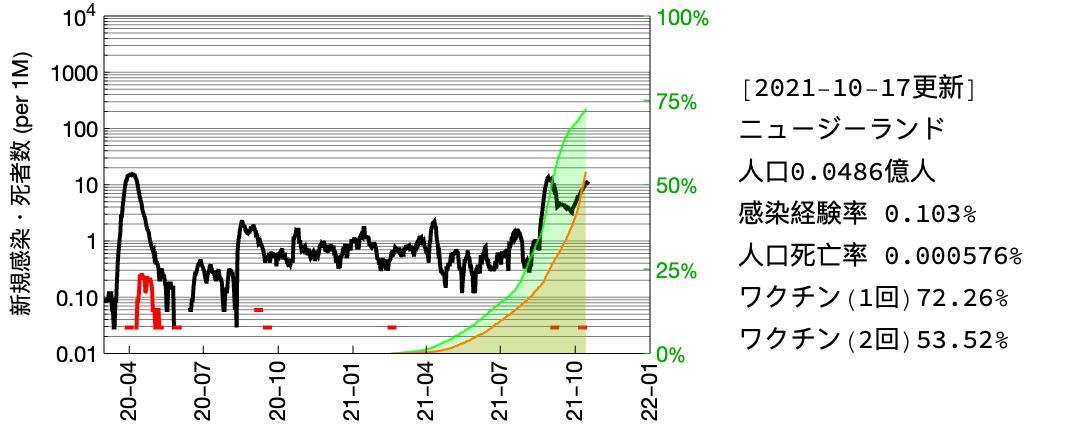 10^4
1000
100
10
1
0.10
0.01
新規感染・死者数 (per 1M)
20-04
20-07
20-10
21-01
21-04
21-07
21-10
22-01
100%
75%
50%
25%
0%
[2021-10-17更新]
ニュージーランド
人口0.0486億人
感染経験率 0.103%
人口死亡率 0.000576%
ワクチン(1回)72.26%
ワクチン(2回)53.52%